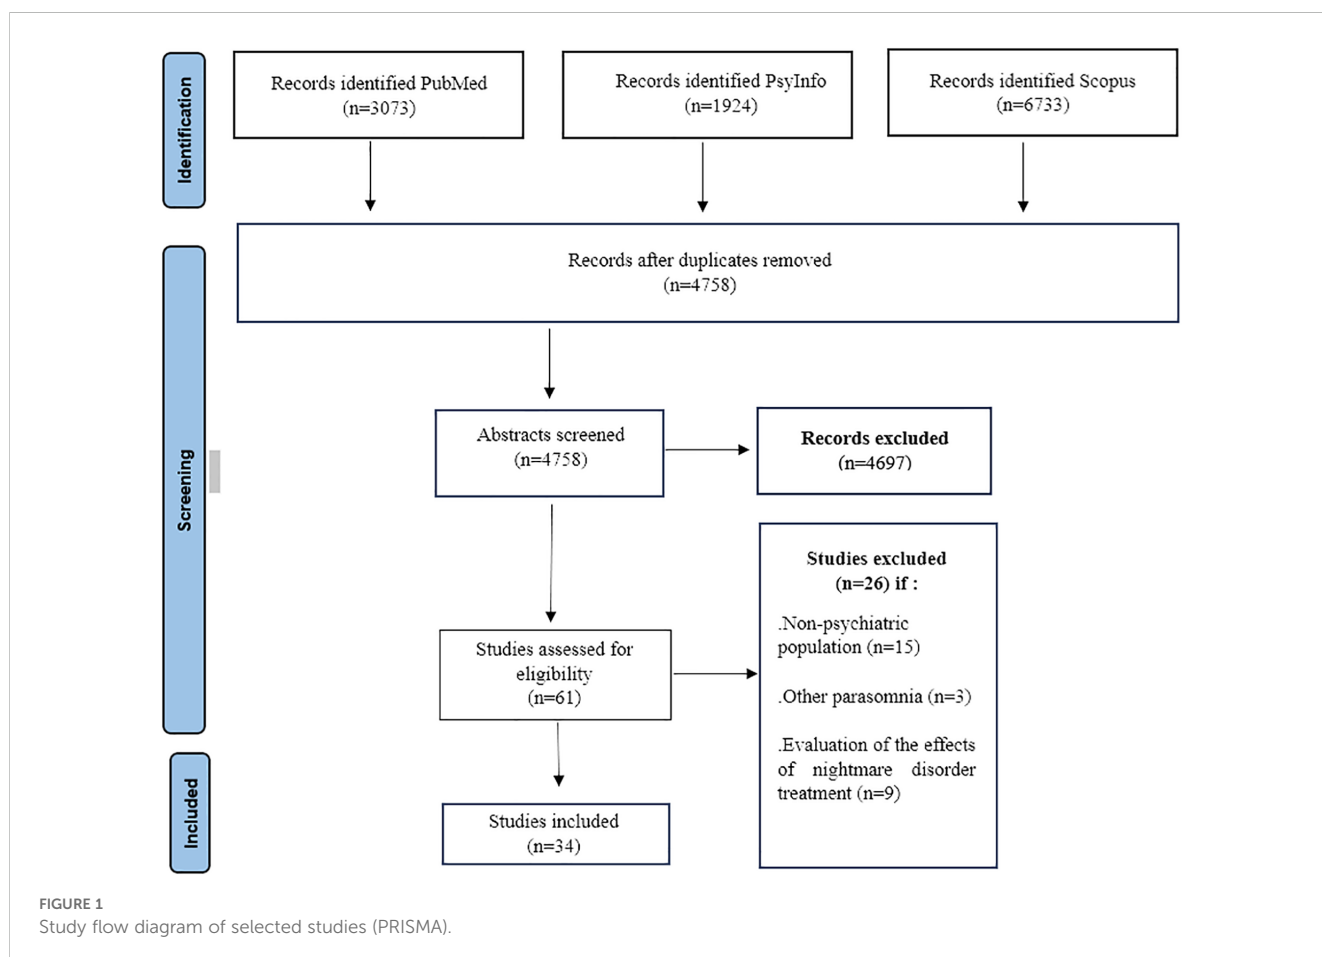 Identification
Records identified PubMed
(n=3073)
Records identified PsyInfo
(n=1924)
Records identified Scopus
(n=6733)
Screening
Records after duplicates removed
(n=4758)
Abstracts screened
(n=4758)
Records excluded
(n=4697)
Studies assessed for
eligibility
(n=61)
Studies excluded
(n=26) if :
.Non-psychiatric
population (n=15)
.Other parasomnia (n=3)
.Evaluation of the effects
of nightmare disorder
treatment (n=9)
Included
Studies included
(n=34)
FIGURE 1
Study flow diagram of selected studies (PRISMA).